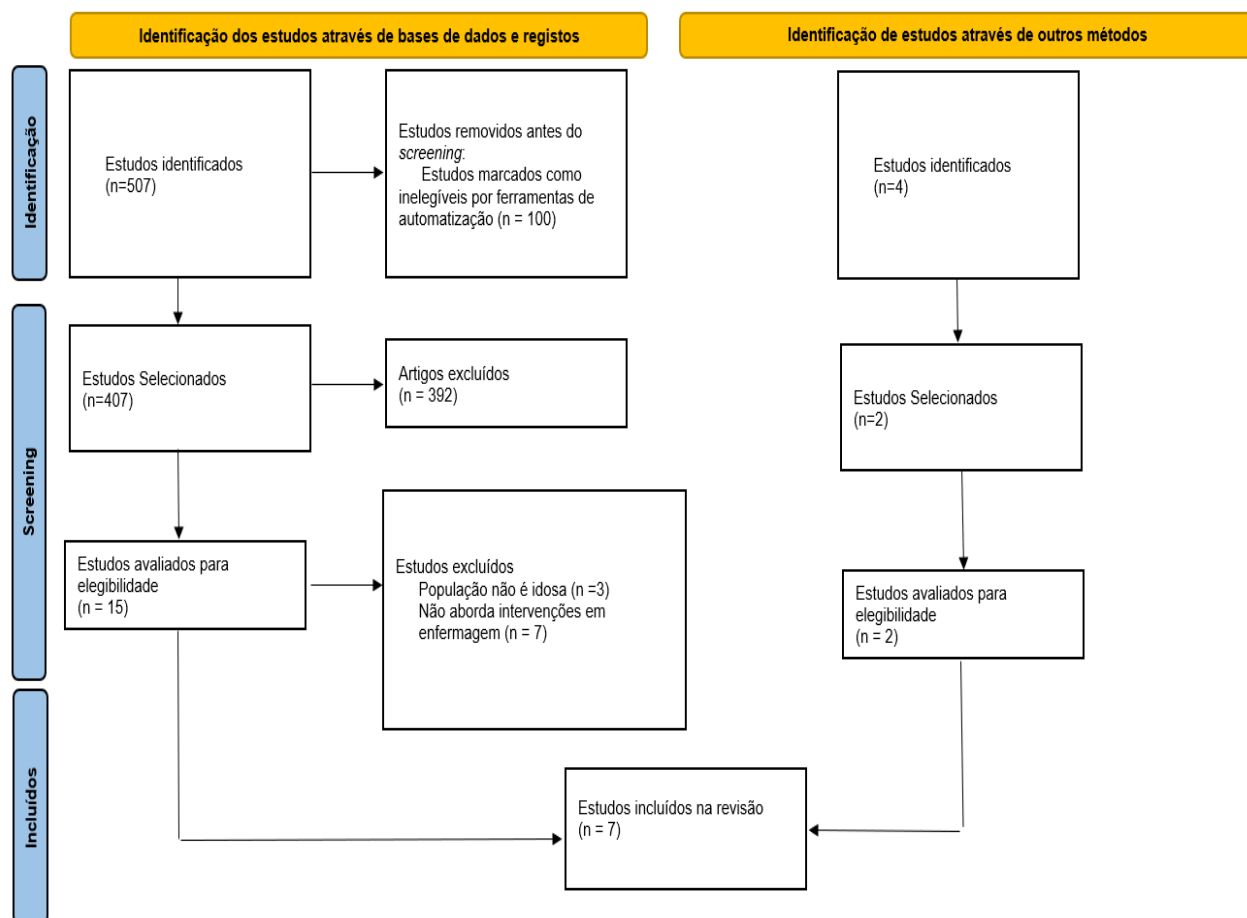 Identificação dos estudos através de bases de dados e registos
Identificação de estudos através de outros métodos
Identificação
Estudos identificados
(n=507)
Estudos removidos antes do
screening:
Estudos marcados como
inelegíveis por ferramentas de
automatização (n = 100)
Estudos identificados
(n=4)
Screening
Estudos Selecionados
(n=407)
Artigos excluídos
(n = 392)
Estudos Selecionados
(n=2)
Estudos avaliados para
elegibilidade
(n = 15)
Estudos excluídos
População não é idosa (n =3)
Não aborda intervenções em
enfermagem (n = 7)
Estudos avaliados para
elegibilidade
(n = 2)
Incluídos
Estudos incluídos na revisão
(n = 7)